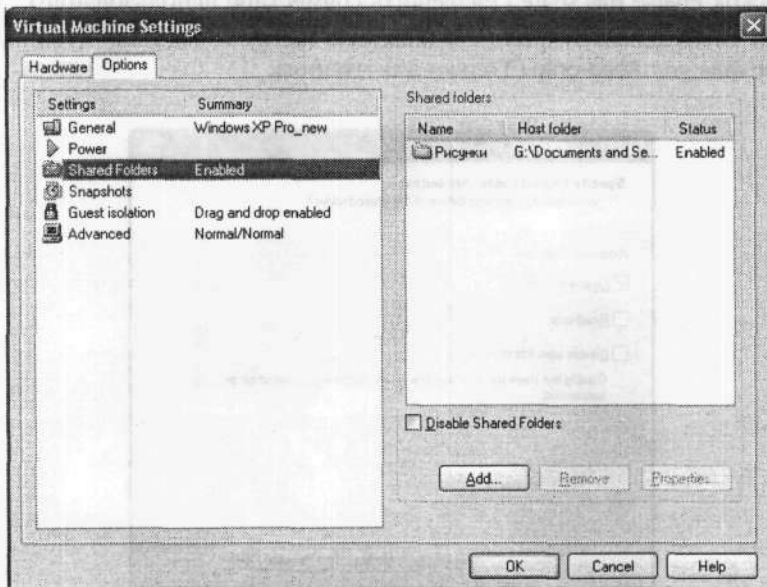 Virtual Machine Settings
Hardware Options
Settings Summary
General Windows XP Pro_new
Power
Shared Folders Enabled
Snapshots
Guest isolation Drag and drop enabled
Advanced Normal/Normal
Shared folders
Name Host folder Status
Рисунки G:\Documents and Se... Enabled
Disable Shared Folders
Add... Remove Properties...
OK Cancel Help